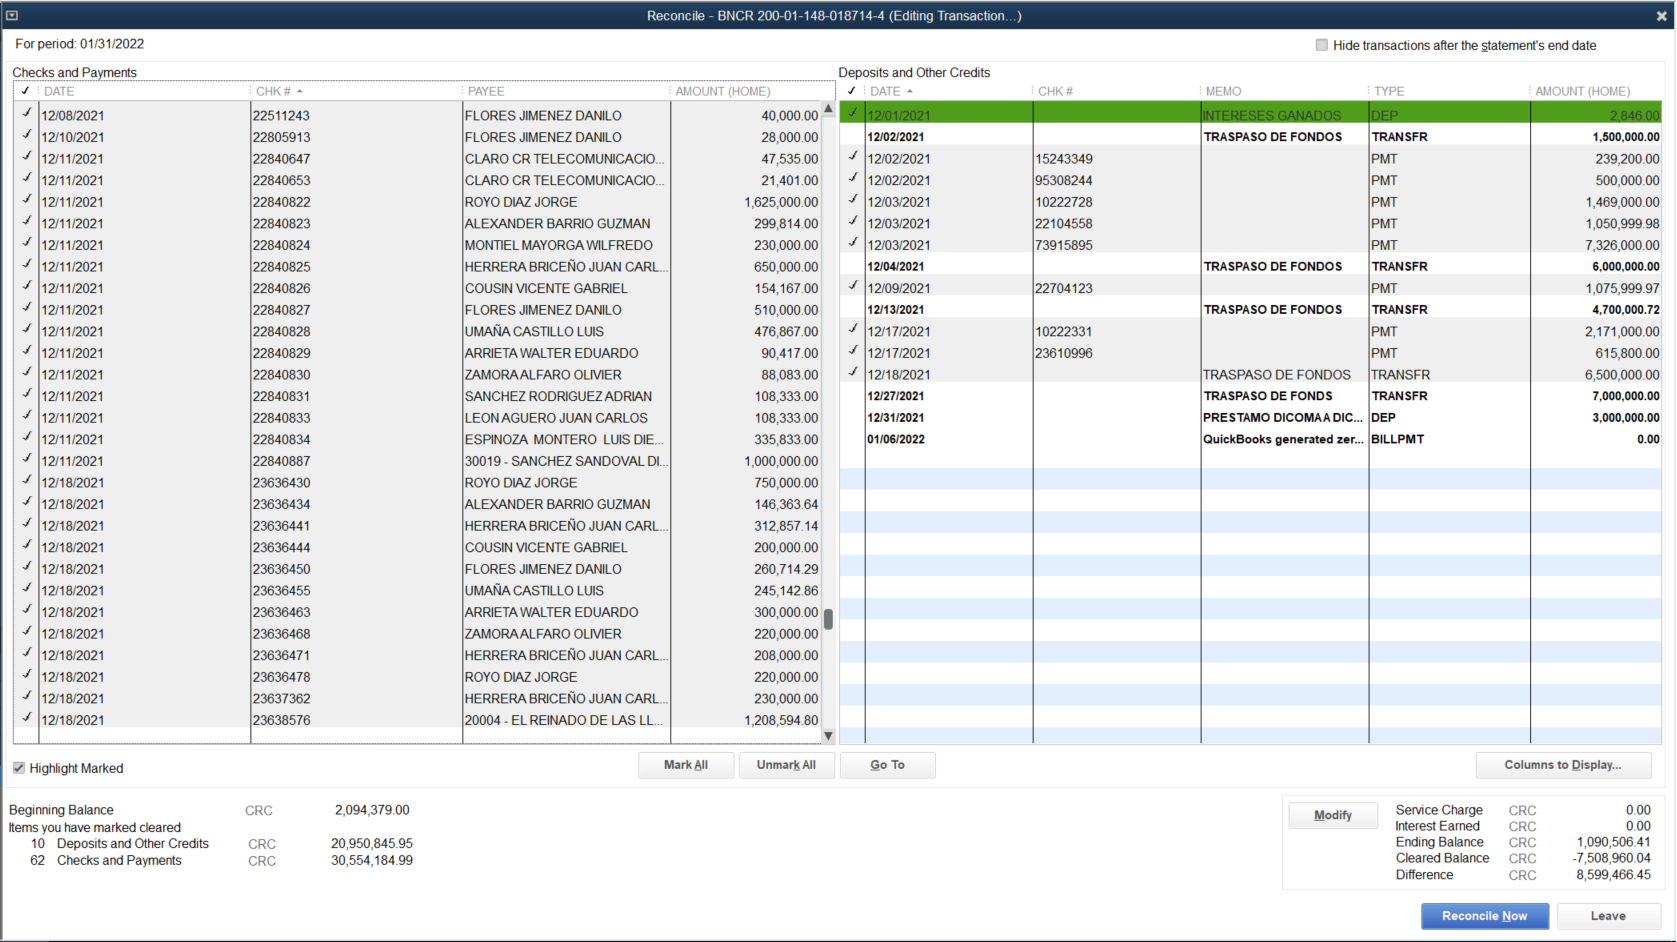 Reconcile - BNCR 200-01-148-018714-4 (Editing Transaction...)
For period: 01/31/2022
Hide transactions after the statement's end date
Checks and Payments
DATE CHK # PAYEE AMOUNT (HOME)
12/08/2021 22511243 FLORES JIMENEZ DANILO 40,000.00
12/10/2021 22805913 FLORES JIMENEZ DANILO 28,000.00
12/11/2021 22840647 CLARO CR TELECOMUNICACIO... 47,535.00
12/11/2021 22840653 CLARO CR TELECOMUNICACIO... 21,401.00
12/11/2021 22840822 ROYO DIAZ JORGE 1,625,000.00
12/11/2021 22840823 ALEXANDER BARRIO GUZMAN 299,814.00
12/11/2021 22840824 MONTIEL MAYORGA WILFREDO 230,000.00
12/11/2021 22840825 HERRERA BRICEÑO JUAN CARL... 650,000.00
12/11/2021 22840826 COUSIN VICENTE GABRIEL 154,167.00
12/11/2021 22840827 FLORES JIMENEZ DANILO 510,000.00
12/11/2021 22840828 UMAÑA CASTILLO LUIS 476,867.00
12/11/2021 22840829 ARRIETA WALTER EDUARDO 90,417.00
12/11/2021 22840830 ZAMORA ALFARO OLIVIER 88,083.00
12/11/2021 22840831 SANCHEZ RODRIGUEZ ADRIAN 108,333.00
12/11/2021 22840833 LEON AGUERO JUAN CARLOS 108,333.00
12/11/2021 22840834 ESPINOZA MONTERO LUIS DIE... 335,833.00
12/11/2021 22840887 30019 - SANCHEZ SANDOVAL DI... 1,000,000.00
12/18/2021 23636430 ROYO DIAZ JORGE 750,000.00
12/18/2021 23636434 ALEXANDER BARRIO GUZMAN 146,363.64
12/18/2021 23636441 HERRERA BRICEÑO JUAN CARL... 312,857.14
12/18/2021 23636444 COUSIN VICENTE GABRIEL 200,000.00
12/18/2021 23636450 FLORES JIMENEZ DANILO 260,714.29
12/18/2021 23636455 UMAÑA CASTILLO LUIS 245,142.86
12/18/2021 23636463 ARRIETA WALTER EDUARDO 300,000.00
12/18/2021 23636468 ZAMORA ALFARO OLIVIER 220,000.00
12/18/2021 23636471 HERRERA BRICEÑO JUAN CARL... 208,000.00
12/18/2021 23636478 ROYO DIAZ JORGE 220,000.00
12/18/2021 23637362 HERRERA BRICEÑO JUAN CARL... 230,000.00
12/18/2021 23638576 20004 - EL REINADO DE LAS LL... 1,208,594.80
Deposits and Other Credits
DATE CHK # MEMO TYPE AMOUNT (HOME)
12/01/2021 INTERESES GANADOS DEP 2,846.00
12/02/2021 TRASPASO DE FONDOS TRANSFR 1,500,000.00
12/02/2021 15243349 PMT 239,200.00
12/02/2021 95308244 PMT 500,000.00
12/03/2021 10222728 PMT 1,469,000.00
12/03/2021 22104558 PMT 1,050,999.98
12/03/2021 73915895 PMT 7,326,000.00
12/04/2021 TRASPASO DE FONDOS TRANSFR 6,000,000.00
12/09/2021 22704123 PMT 1,075,999.97
12/13/2021 TRASPASO DE FONDOS TRANSFR 4,700,000.72
12/17/2021 10222331 PMT 2,171,000.00
12/17/2021 23610996 PMT 615,800.00
12/18/2021 TRASPASO DE FONDOS TRANSFR 6,500,000.00
12/27/2021 TRASPASO DE FONDS TRANSFR 7,000,000.00
12/31/2021 PRESTAMO DICOMA A DIC... DEP 3,000,000.00
01/06/2022 QuickBooks generated zer... BILLPMT 0.00
Highlight Marked
Mark All
Unmark All
Go To
Columns to Display...
Beginning Balance CRC 2,094,379.00
Items you have marked cleared
10 Deposits and Other Credits CRC 20,950,845.95
62 Checks and Payments CRC 30,554,184.99
Modify
Service Charge CRC 0.00
Interest Earned CRC 0.00
Ending Balance CRC 1,090,506.41
Cleared Balance CRC -7,508,960.04
Difference CRC 8,599,466.45
Reconcile Now
Leave